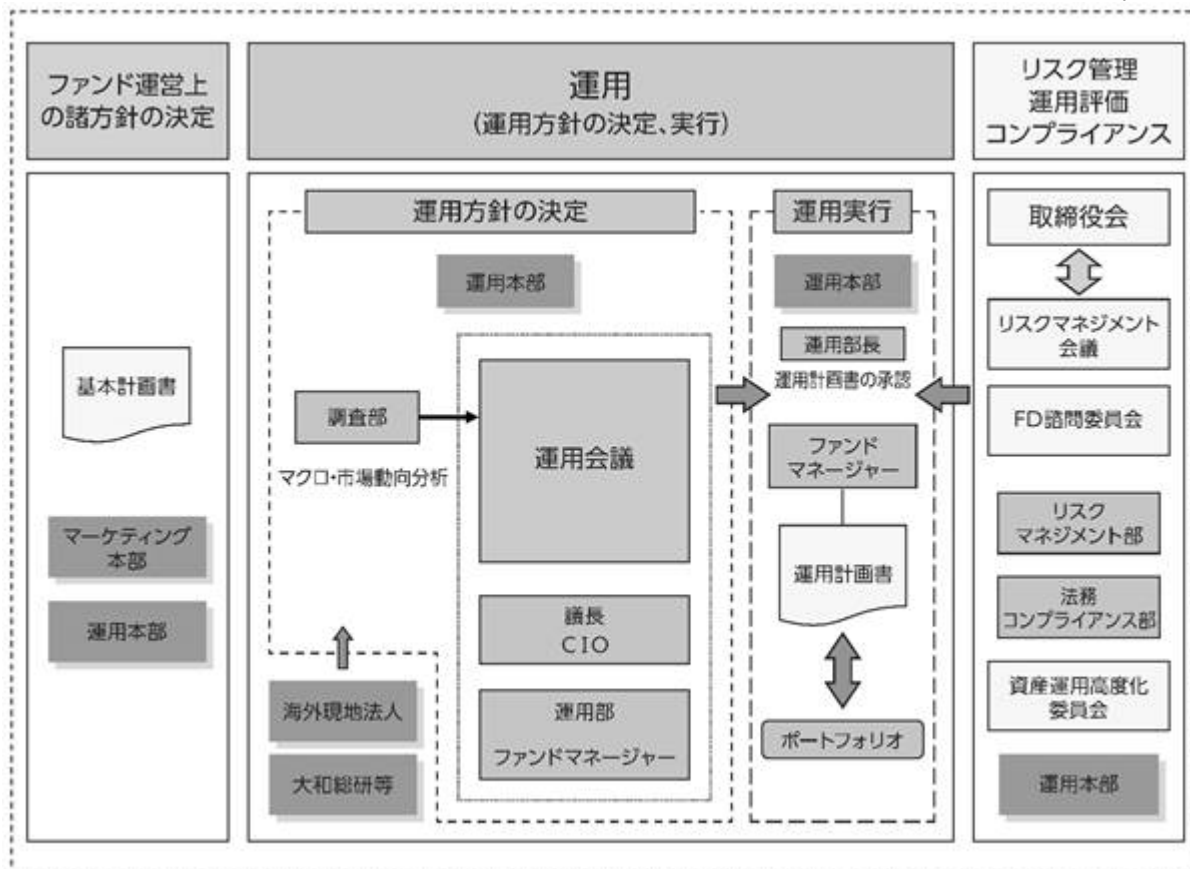 ファンド運営上
の諸方針の決定
運用
(運用方針の決定、実行)
リスク管理
運用評価
コンプライアンス
基本計画書
マーケティング
本部
運用本部
運用方針の決定
運用本部
調査部
マクロ・市場動向分析
運用会議
議長
CIO
運用部
ファンドマネージャー
海外現地法人
大和総研等
運用実行
運用本部
運用部長
運用計画書の承認
ファンド
マネージャー
運用計画書
ポートフォリオ
取締役会
リスクマネジメント
会議
FD諮問委員会
リスク
マネジメント部
法務
コンプライアンス部
資産運用高度化
委員会
運用本部